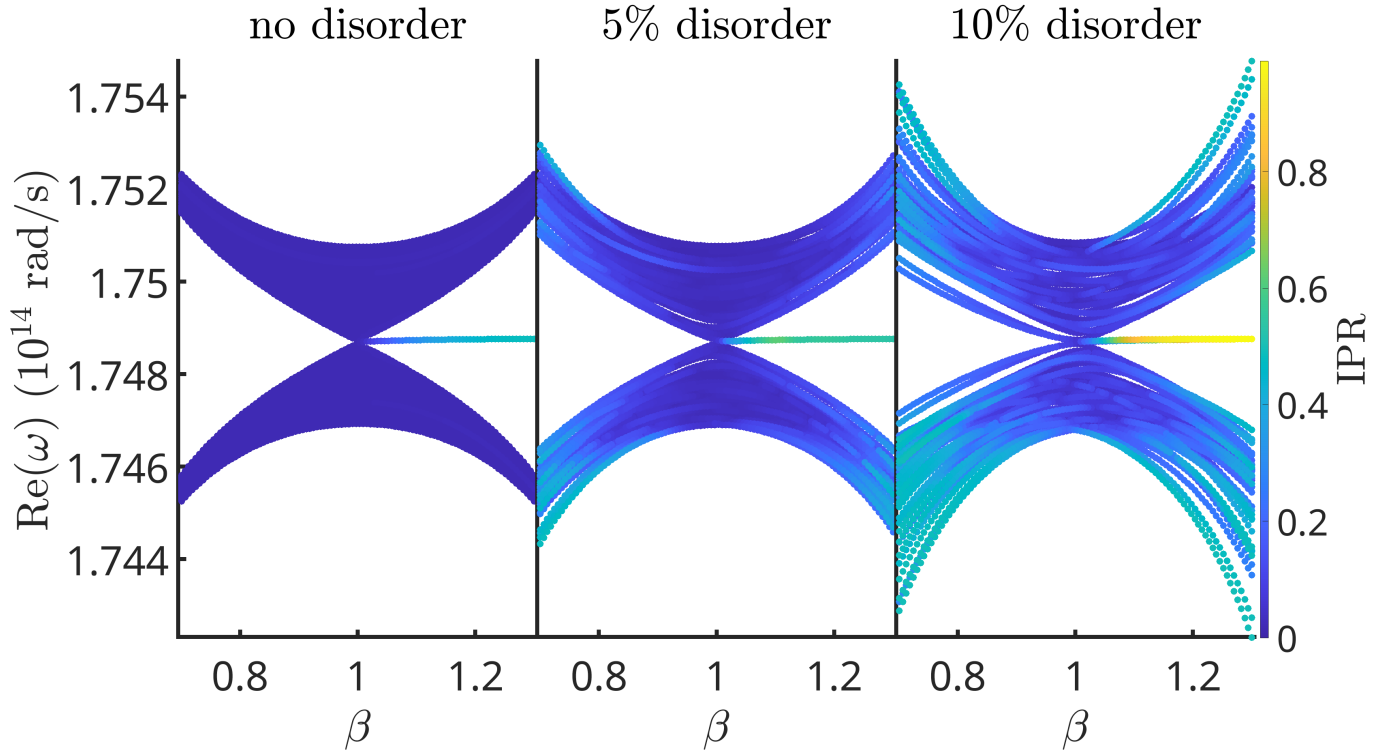 no disorder 5% disorder 10% disorder
1.754
1.752
1.75
1.748
1.746
1.744
Re(ω) (10¹⁴ rad/s)
0.8 1 1.2
0.8 1 1.2
0.8 1 1.2
β β β
0.8
0.6
0.4
0.2
0
IPR